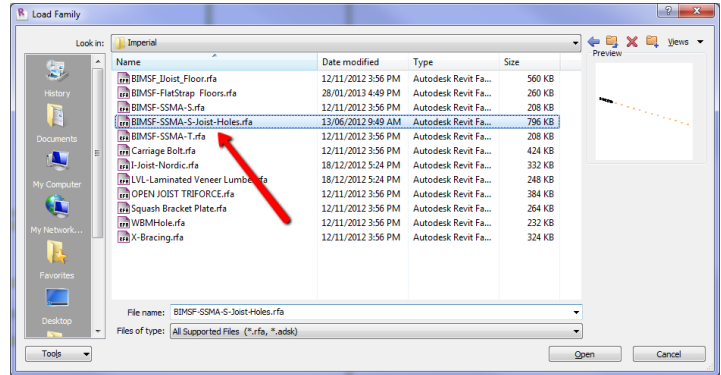 Load Family
Look in: Imperial Views
Name Date modified Type Size Preview
BIMSF_IJoist_Floor.rfa 12/11/2012 3:56 PM Autodesk Revit Fa... 560 KB
BIMSF-FlatStrap Floors.rfa 28/01/2013 4:49 PM Autodesk Revit Fa... 260 KB
BIMSF-SSMA-S.rfa 12/11/2012 3:56 PM Autodesk Revit Fa... 208 KB
BIMSF-SSMA-S-Joist-Holes.rfa 13/06/2012 9:49 AM Autodesk Revit Fa... 796 KB
BIMSF-SSMA-T.rfa 12/11/2012 3:56 PM Autodesk Revit Fa... 208 KB
Carriage Bolt.rfa 12/11/2012 3:56 PM Autodesk Revit Fa... 424 KB
I-Joist-Nordic.rfa 18/12/2012 5:24 PM Autodesk Revit Fa... 332 KB
LVL-Laminated Veneer Lumber.rfa 18/12/2012 5:24 PM Autodesk Revit Fa... 248 KB
OPEN JOIST TRIFORCE.rfa 12/11/2012 3:56 PM Autodesk Revit Fa... 384 KB
Squash Bracket Plate.rfa 12/11/2012 3:56 PM Autodesk Revit Fa... 264 KB
WBMHole.rfa 12/11/2012 3:56 PM Autodesk Revit Fa... 232 KB
X-Bracing.rfa 12/11/2012 3:56 PM Autodesk Revit Fa... 324 KB
History
Documents
My Computer
My Network...
Favorites
Desktop
File name: BIMSF-SSMA-S-Joist-Holes.rfa
Files of type: All Supported Files (*.rfa, *.adsk)
Tools Open Cancel